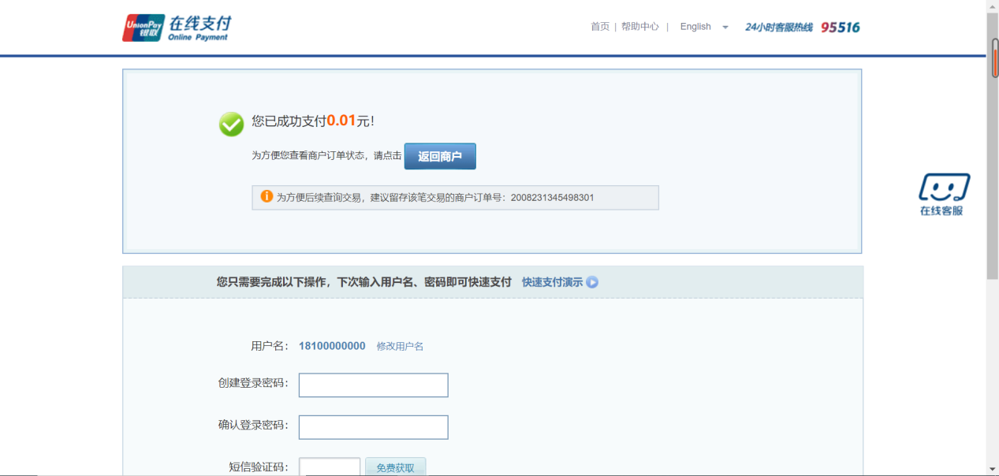 UnionPay 银联 在线支付
Online Payment
首页 | 帮助中心 | English 24小时客服热线 95516
您已成功支付0.01元！
为方便您查看商户订单状态，请点击 返回商户
为方便后续查询交易，建议留存该笔交易的商户订单号：2008231345498301
在线客服
您只需要完成以下操作，下次输入用户名、密码即可快速支付 快速支付演示
用户名： 18100000000 修改用户名
创建登录密码：
确认登录密码：
短信验证码： 免费获取